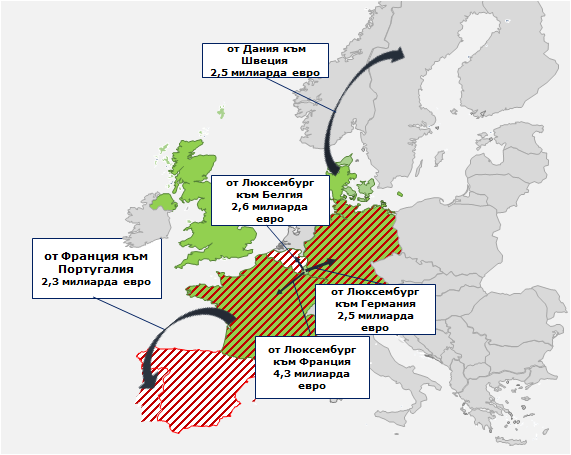 от Дания към
Швеция
2,5 милиарда евро
от Люксембург
към Белгия
2,6 милиарда
евро
от Франция към
Португалия
2,3 милиарда евро
от Люксембург
към Германия
2,5 милиарда
евро
от Люксембург
към Франция
4,3 милиарда
евро